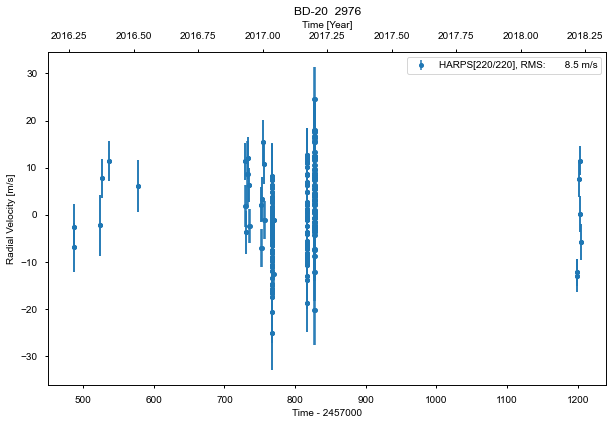 BD-20 2976
Time [Year]
2016.25 2016.50 2016.75 2017.00 2017.25 2017.50 2017.75 2018.00 2018.25
HARPS[220/220], RMS: 8.5 m/s
30
20
10
0
−10
−20
−30
Radial Velocity [m/s]
500 600 700 800 900 1000 1100 1200
Time - 2457000